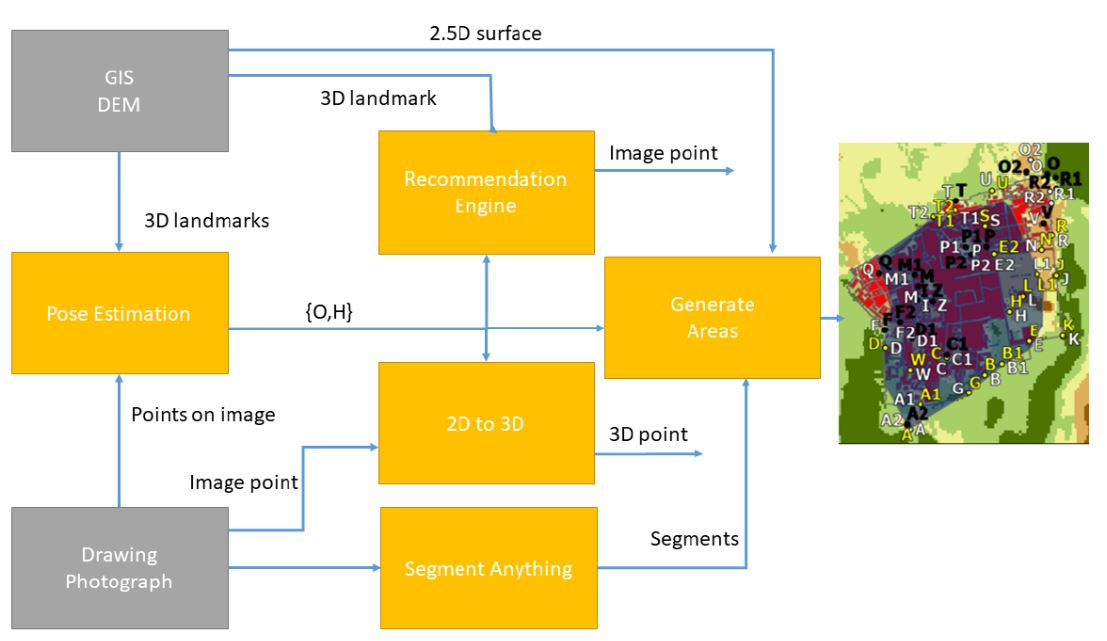 2.5D surface
GIS
DEM
3D landmark
Recommendation
Engine
Image point
3D landmarks
Pose Estimation
{O,H}
Generate
Areas
Points on image
2D to 3D
3D point
Image point
Drawing
Photograph
Segment Anything
Segments
O2
O
O2
O
R2
R1
R2
R1
U
U
T
T
T2
T2
T1
T1
S
S
V
V
P1
P
P1
P
P2
P2
E2
E2
N
N
R
R
Q
Q
M1
M1
M
M
L1
L1
J
J
I
I
Z
Z
L
L
H
H
F
F
F2
F2
D1
D1
D
D
E
E
K
K
W
W
C
C
C1
C1
B1
B1
B
B
G
G
A1
A1
A2
A2
A
A